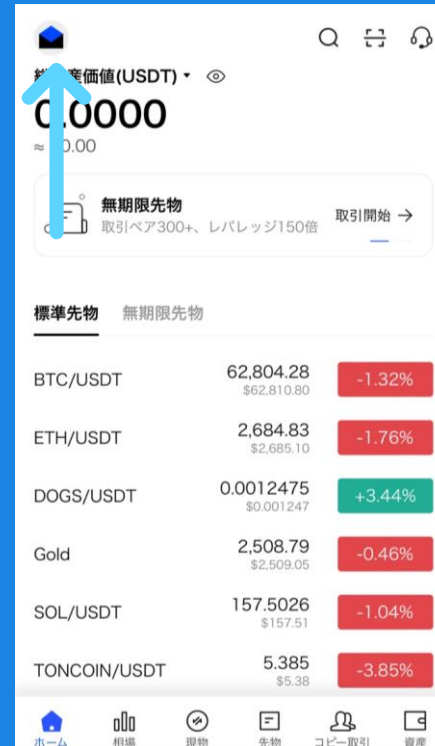 産価値(USDT)
0.0000
≈ 0.00
無期限先物
取引ペア300+、レバレッジ150倍
取引開始 →
標準先物 無期限先物
BTC/USDT 62,804.28 -1.32%
$62,810.80
ETH/USDT 2,684.83 -1.76%
$2,685.10
DOGS/USDT 0.0012475 +3.44%
$0.001247
Gold 2,508.79 -0.46%
$2,509.05
SOL/USDT 157.5026 -1.04%
$157.51
TONCOIN/USDT 5.385 -3.85%
$5.38
ホーム 相場 現物 先物 コピー取引 資産